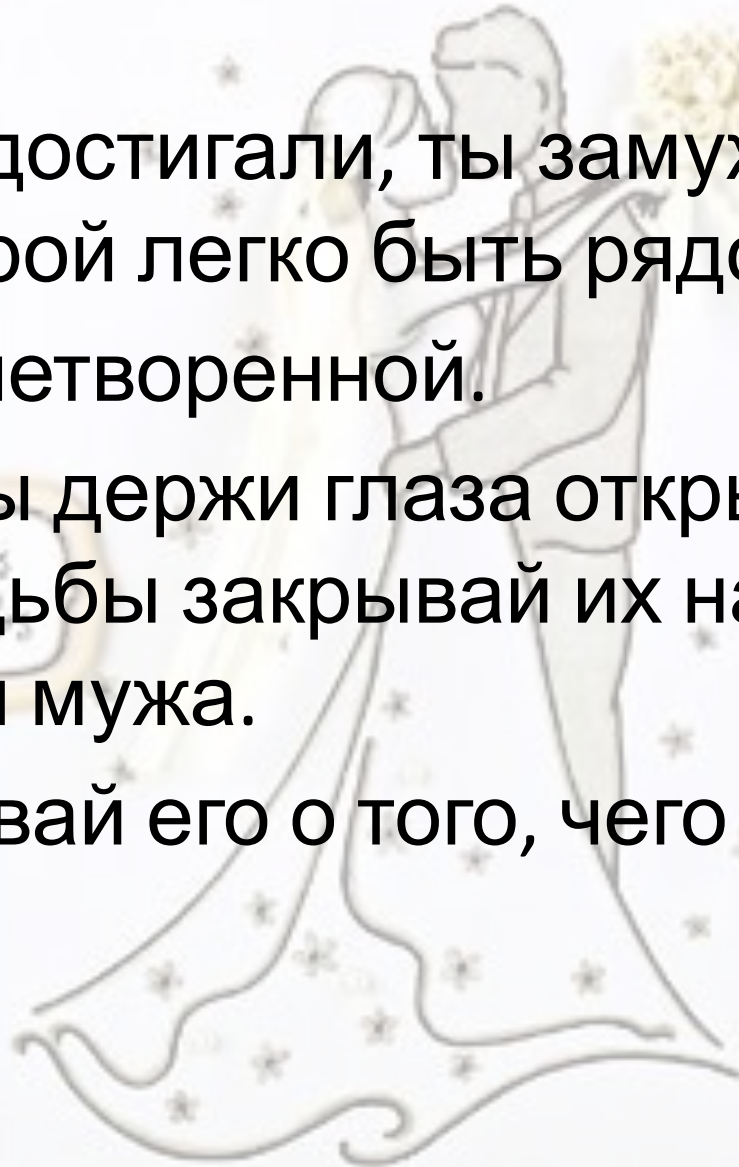 достигали, ты замуж
рой легко быть рядо
етворенной.
ы держи глаза откры
дьбы закрывай их на
мужа.
вай его о того, чего